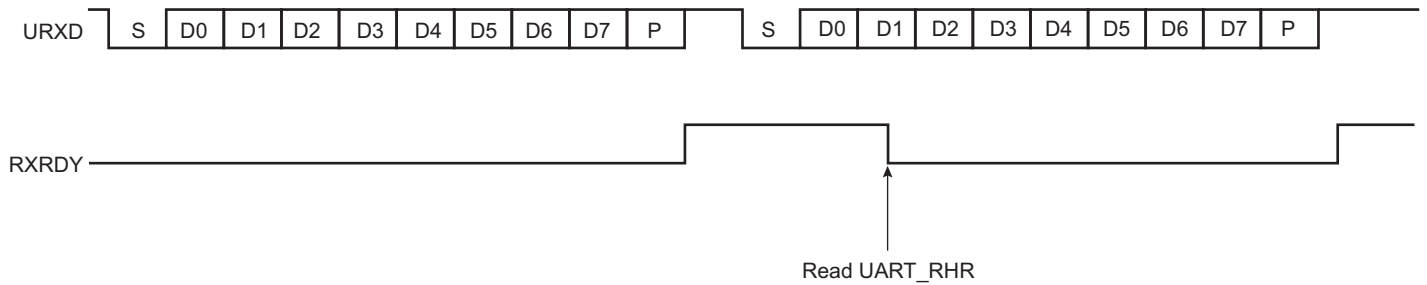 URXD S D0 D1 D2 D3 D4 D5 D6 D7 P S D0 D1 D2 D3 D4 D5 D6 D7 P
RXRDY
Read UART_RHR